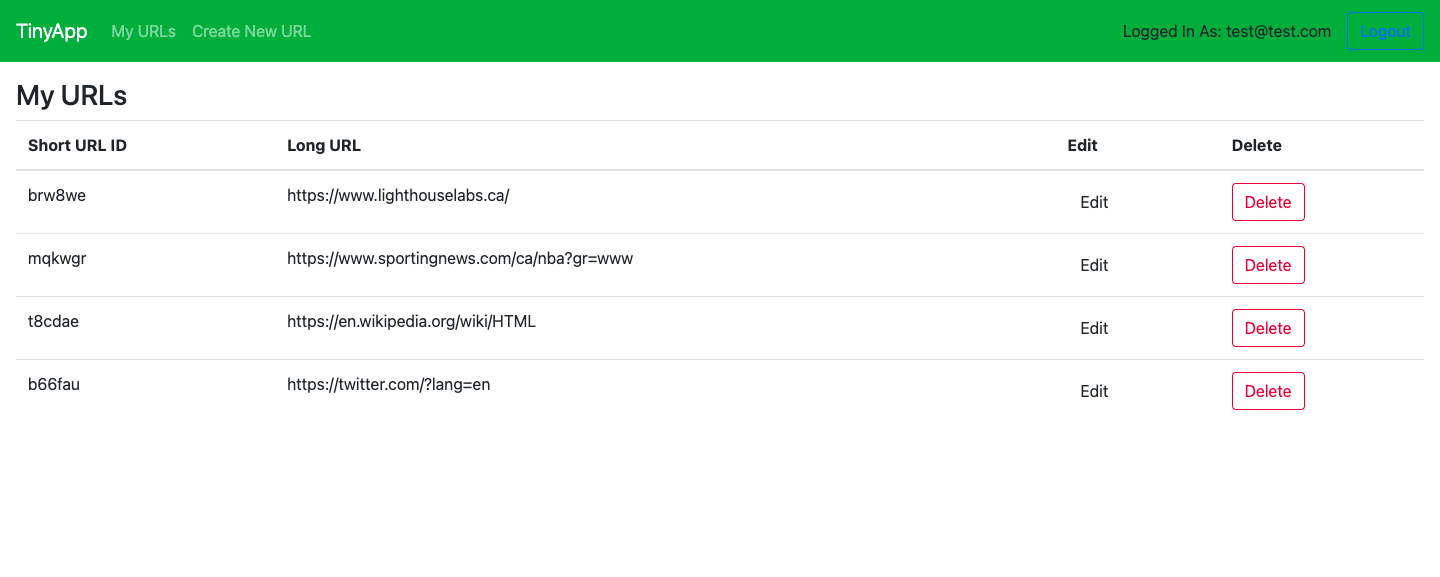 TinyApp My URLs Create New URL Logged In As: test@test.com Logout
My URLs
Short URL ID Long URL Edit Delete
brw8we https://www.lighthouselabs.ca/ Edit Delete
mqkwgr https://www.sportingnews.com/ca/nba?gr=www Edit Delete
t8cdae https://en.wikipedia.org/wiki/HTML Edit Delete
b66fau https://twitter.com/?lang=en Edit Delete